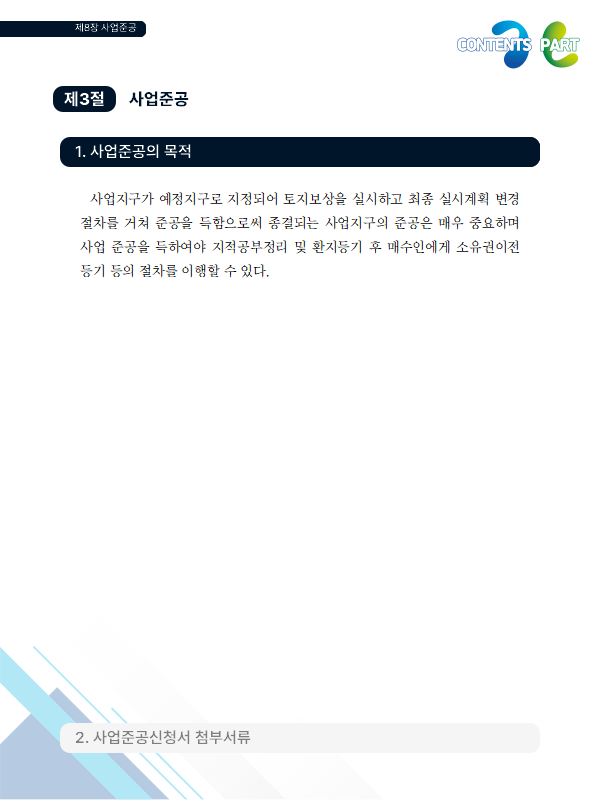 제8장 사업준공
CONTENTS PART
제3절 사업준공
1. 사업준공의 목적
사업지구가 예정지구로 지정되어 토지보상을 실시하고 최종 실시계획 변경
절차를 거쳐 준공을 득함으로써 종결되는 사업지구의 준공은 매우 중요하며
사업 준공을 득하여야 지적공부정리 및 환지등기 후 매수인에게 소유권이전
등기 등의 절차를 이행할 수 있다.
2. 사업준공신청서 첨부서류